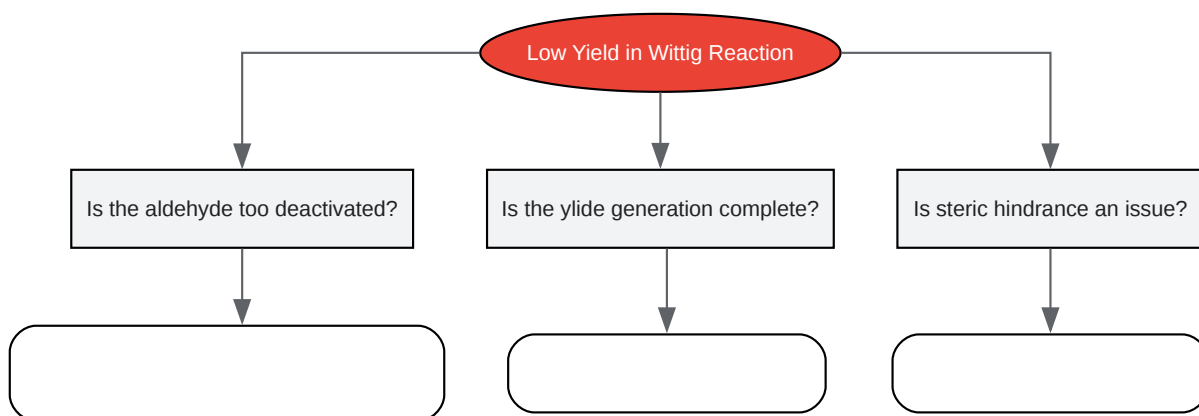 Low Yield in Wittig Reaction
Is the aldehyde too deactivated?
Is the ylide generation complete?
Is steric hindrance an issue?